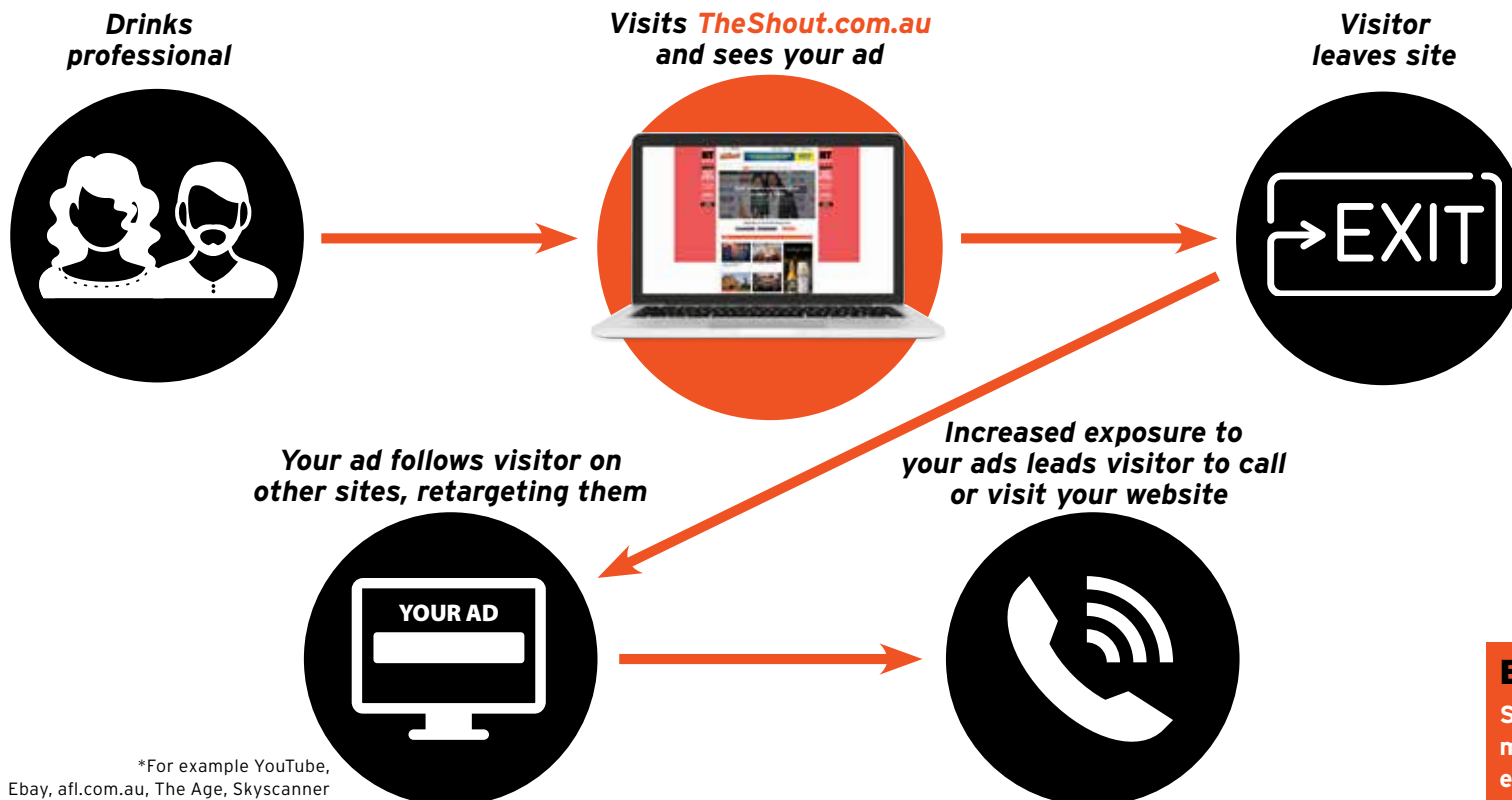 Drinks
professional
Visits TheShout.com.au
and sees your ad
Visitor
leaves site
EXIT
Your ad follows visitor on
other sites, retargeting them
Increased exposure to
your ads leads visitor to call
or visit your website
YOUR AD
*For example YouTube,
Ebay, afl.com.au, The Age, Skyscanner